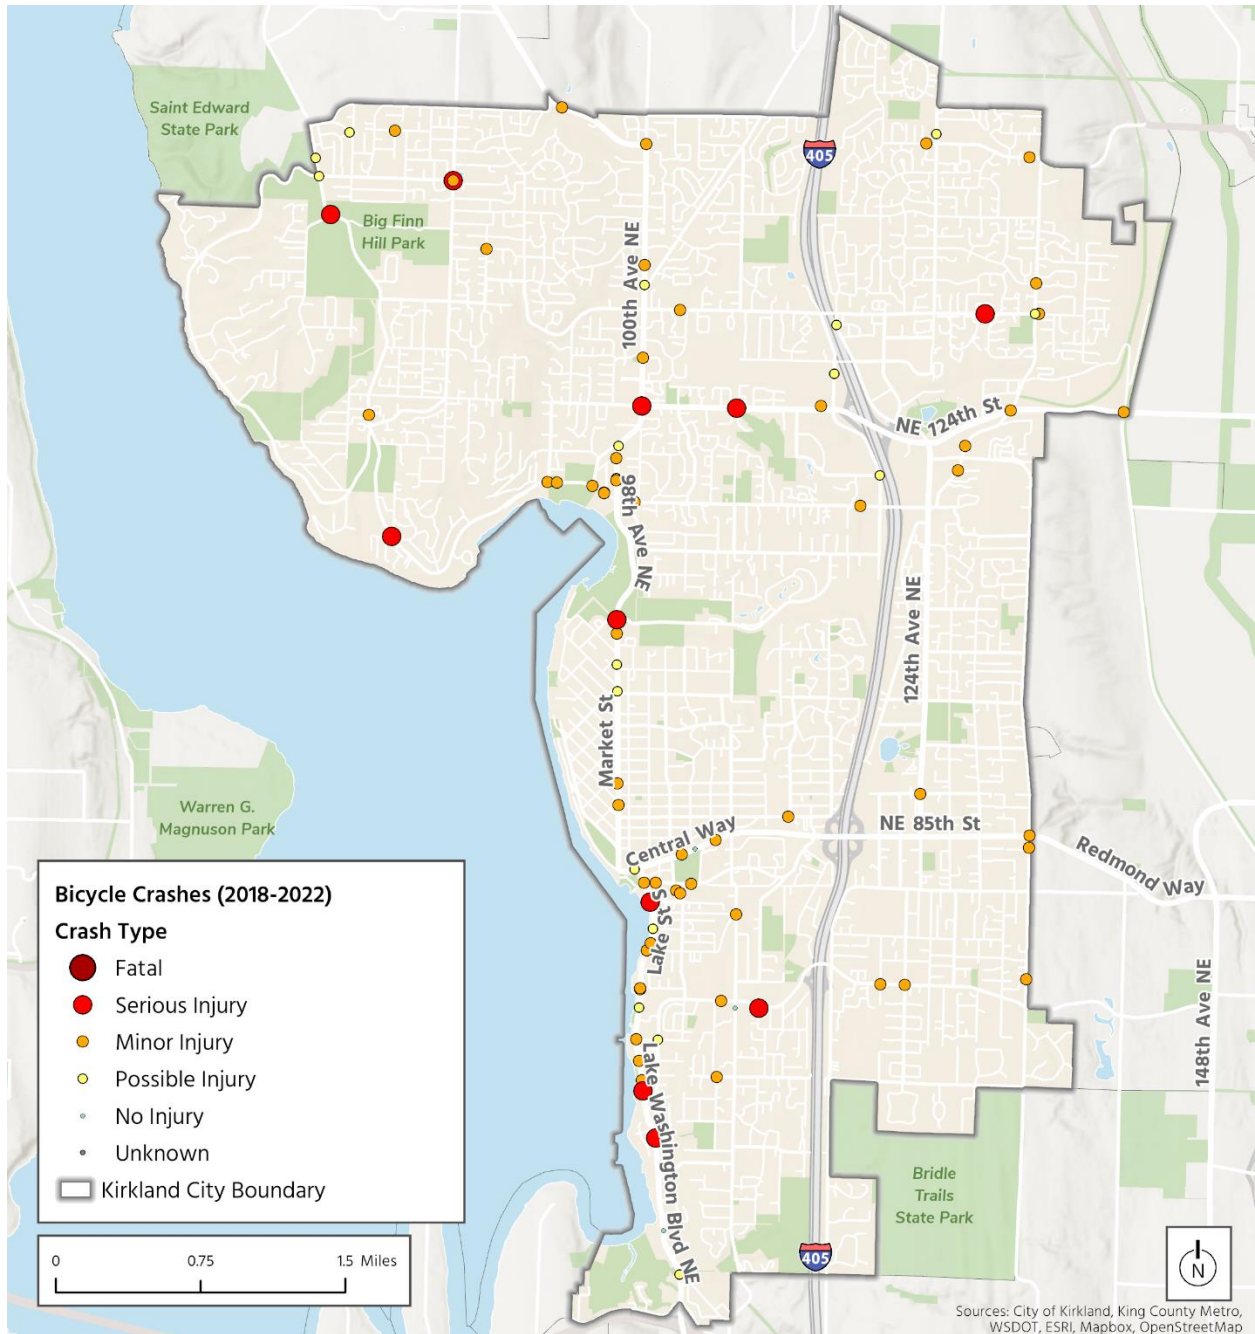 Saint Edward
State Park
405
Big Finn
Hill Park
100th Ave NE
NE 124th St
98th Ave NE
124th Ave NE
Market St
Warren G.
Magnuson Park
Central Way
NE 85th St
Redmond Way
Lake St S
148th Ave NE
Lake Washington Blvd NE
Bridle
Trails
State Park
405
Bicycle Crashes (2018-2022)
Crash Type
Fatal
Serious Injury
Minor Injury
Possible Injury
No Injury
Unknown
Kirkland City Boundary
0 0.75 1.5 Miles
N
Sources: City of Kirkland, King County Metro,
WSDOT, ESRI, Mapbox, OpenStreetMap